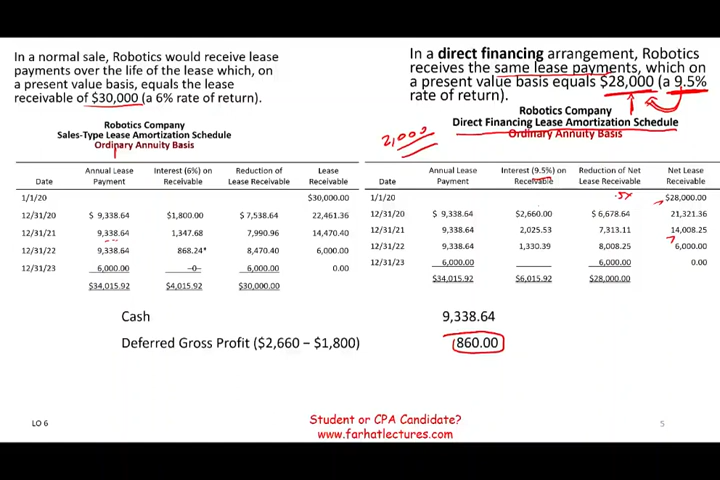 In a normal sale, Robotics would receive lease
payments over the life of the lease which, on
a present value basis, equals the lease
receivable of $30,000 (a 6% rate of return).
Robotics Company
Sales-Type Lease Amortization Schedule
Ordinary Annuity Basis
Date Annual Lease Payment Interest (6%) on Receivable Reduction of Lease Receivable Lease Receivable
1/1/20 $30,000.00
12/31/20 $ 9,338.64 $1,800.00 $ 7,538.64 22,461.36
12/31/21 9,338.64 1,347.68 7,990.96 14,470.40
12/31/22 9,338.64 868.24* 8,470.40 6,000.00
12/31/23 6,000.00 –0– 6,000.00 0.00
$34,015.92 $4,015.92 $30,000.00
In a direct financing arrangement, Robotics
receives the same lease payments, which on
a present value basis equals $28,000 (a 9.5%
rate of return).
2,000
Robotics Company
Direct Financing Lease Amortization Schedule
Ordinary Annuity Basis
Date Annual Lease Payment Interest (9.5%) on Receivable Reduction of Net Lease Receivable Net Lease Receivable
1/1/20 $28,000.00
12/31/20 $ 9,338.64 $2,660.00 $ 6,678.64 21,321.36
12/31/21 9,338.64 2,025.53 7,313.11 14,008.25
12/31/22 9,338.64 1,330.39 8,008.25 6,000.00
12/31/23 6,000.00 6,000.00 0.00
$34,015.92 $6,015.92 $28,000.00
Cash 9,338.64
Deferred Gross Profit ($2,660 – $1,800) 860.00
LO 6
Student or CPA Candidate?
www.farhatlectures.com
5